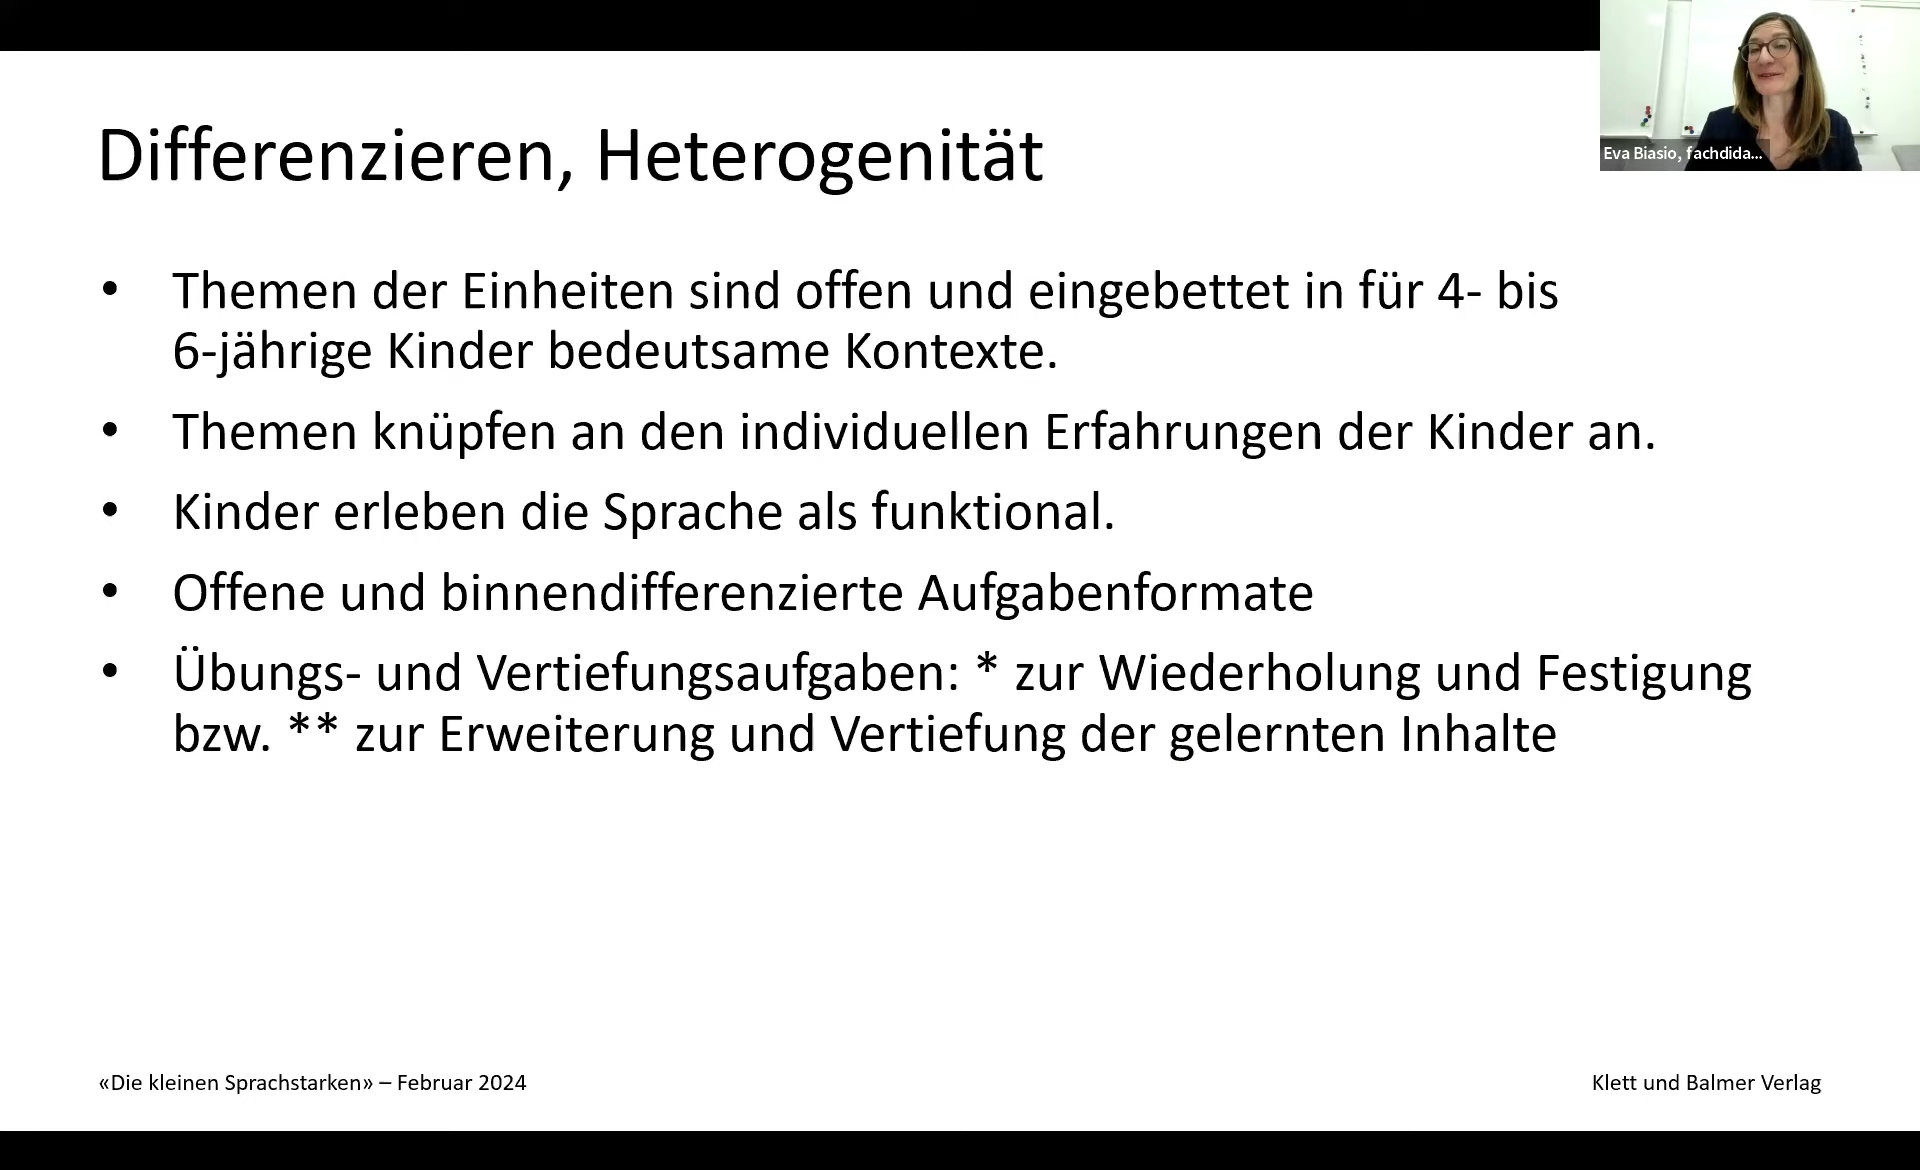 Differenzieren, Heterogenität
Eva Biasio, fachdida...
• Themen der Einheiten sind offen und eingebettet in für 4- bis
6-jährige Kinder bedeutsame Kontexte.
• Themen knüpfen an den individuellen Erfahrungen der Kinder an.
• Kinder erleben die Sprache als funktional.
• Offene und binnendifferenzierte Aufgabenformate
• Übungs- und Vertiefungsaufgaben: * zur Wiederholung und Festigung
bzw. ** zur Erweiterung und Vertiefung der gelernten Inhalte
«Die kleinen Sprachstarken» – Februar 2024
Klett und Balmer Verlag